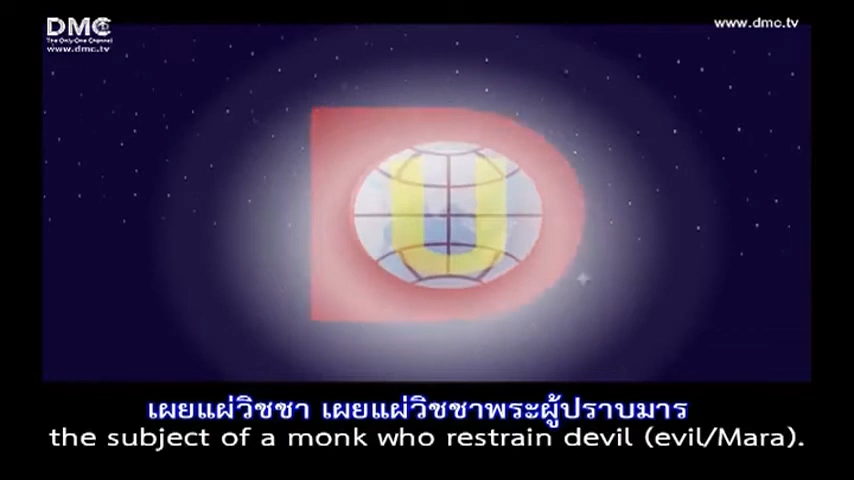 DMC
The Only One Channel
www.dmc.tv
www.dmc.tv
U
เผยแผ่วิชชา เผยแผ่วิชชาพระผู้ปราบมาร
the subject of a monk who restrain devil (evil/Mara).